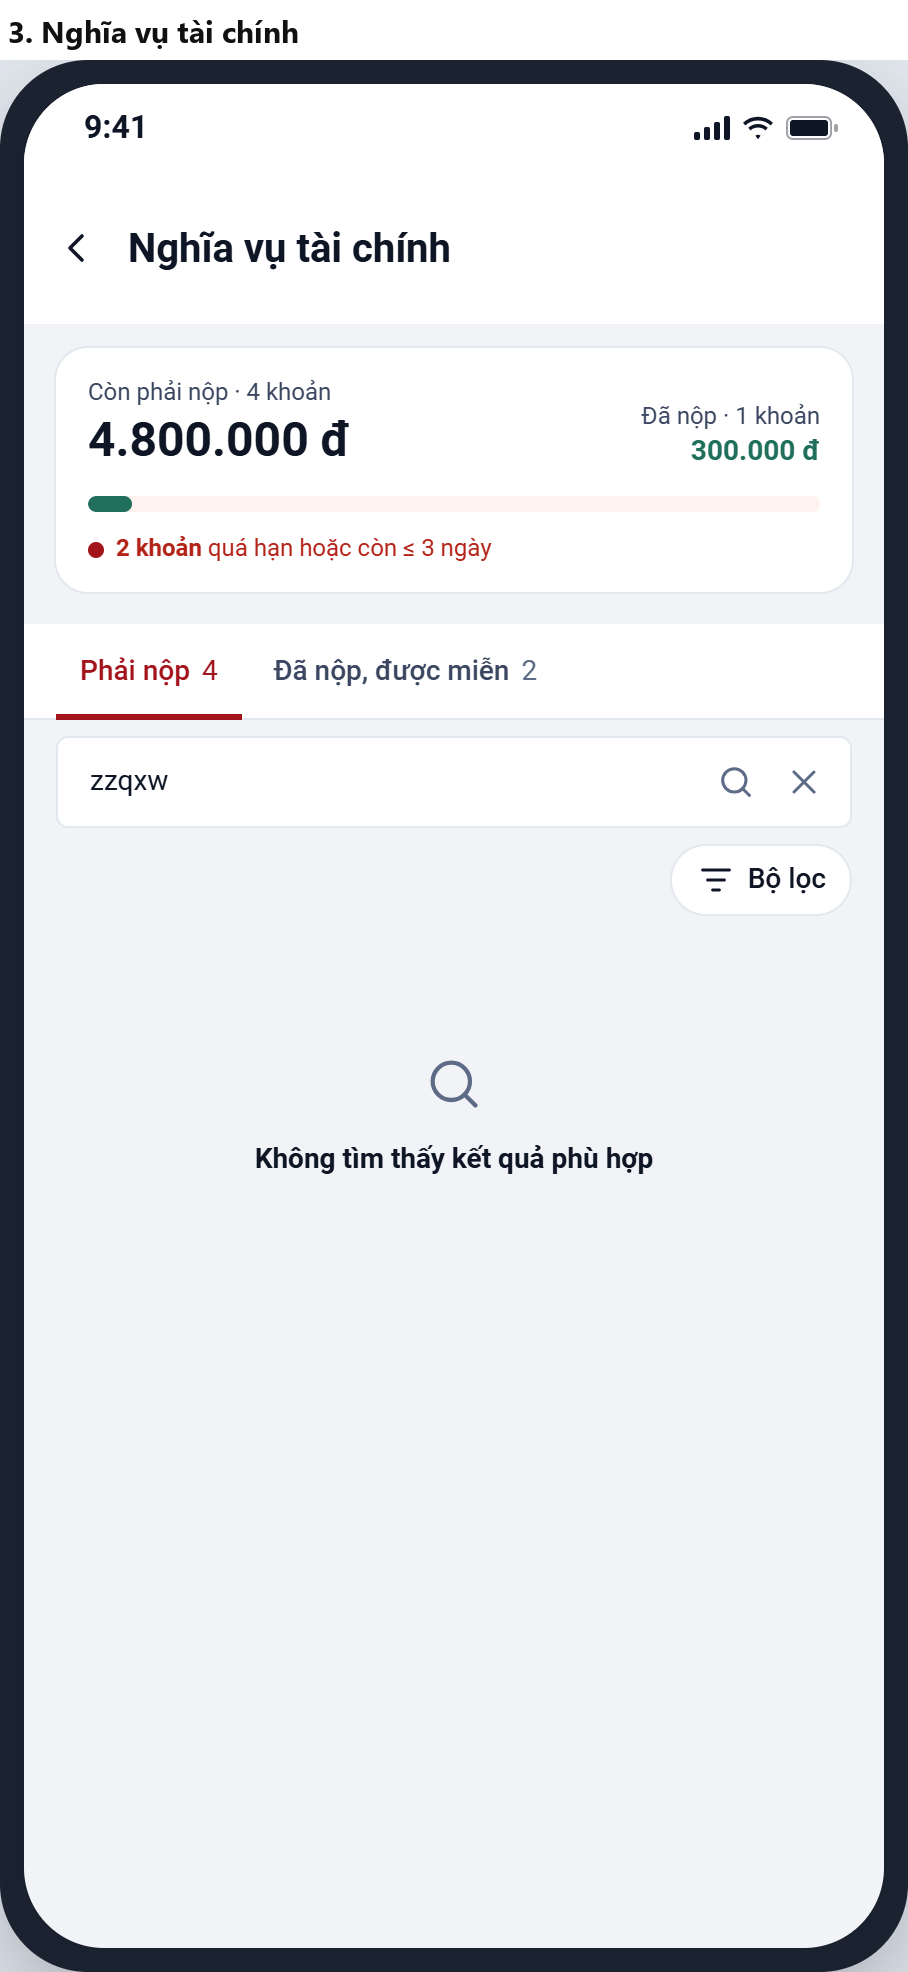 3. Nghĩa vụ tài chính
9:41
Nghĩa vụ tài chính
Còn phải nộp · 4 khoản
4.800.000 đ
Đã nộp · 1 khoản
300.000 đ
2 khoản quá hạn hoặc còn ≤ 3 ngày
Phải nộp 4
Đã nộp, được miễn 2
zzqxw
Bộ lọc
Không tìm thấy kết quả phù hợp